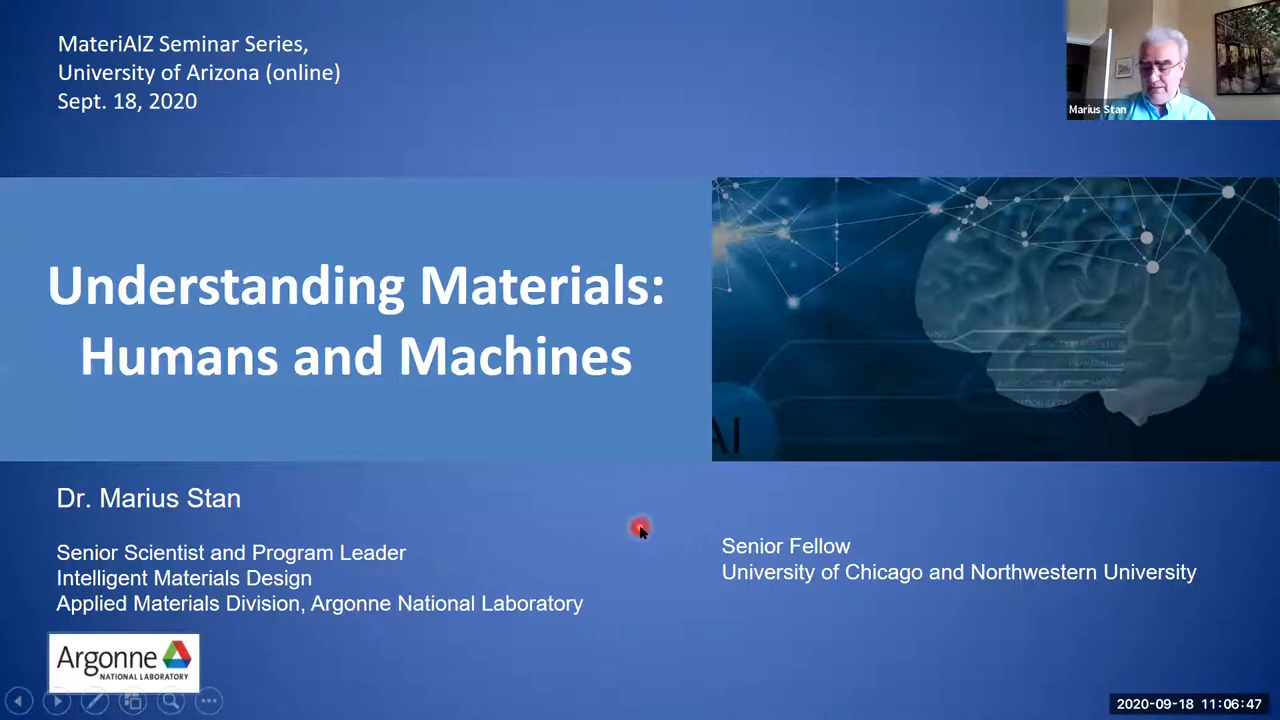 MateriAlZ Seminar Series,
University of Arizona (online)
Sept. 18, 2020
Marius Stan
Understanding Materials:
Humans and Machines
AI
Dr. Marius Stan
Senior Scientist and Program Leader
Intelligent Materials Design
Applied Materials Division, Argonne National Laboratory
Senior Fellow
University of Chicago and Northwestern University
Argonne
NATIONAL LABORATORY
2020-09-18 11:06:47